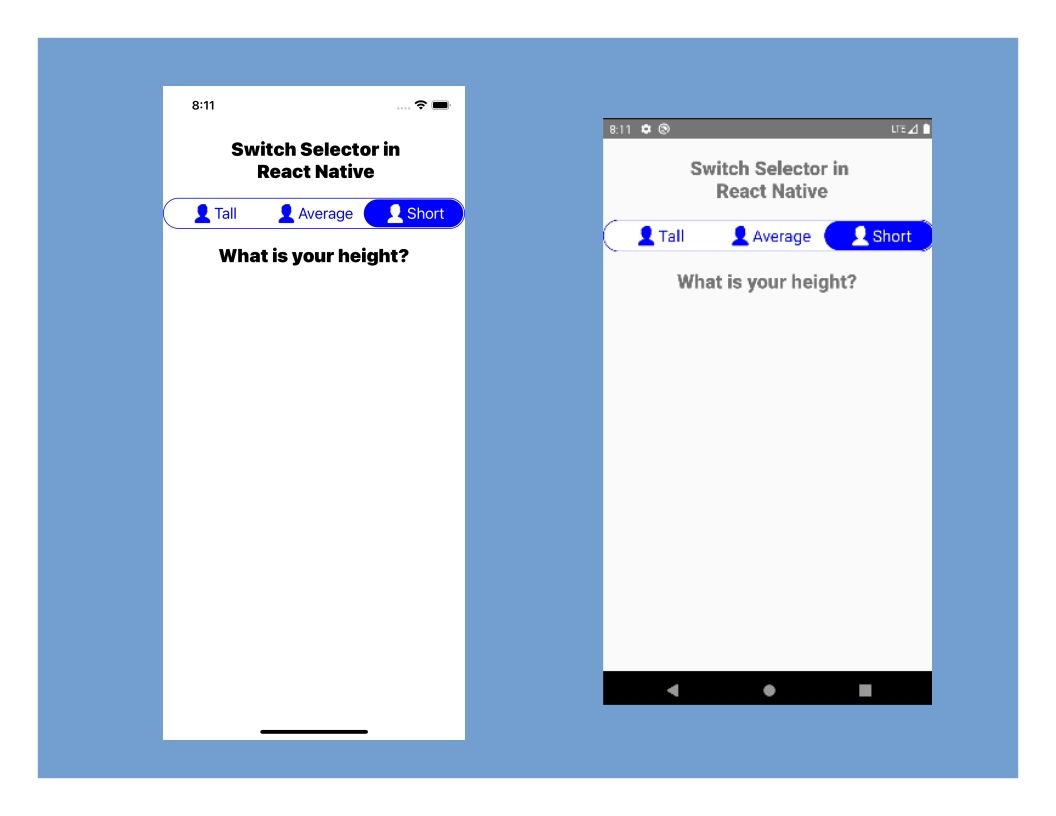 8:11
Switch Selector in
React Native
Tall Average Short
What is your height?
8:11 LTE
Switch Selector in
React Native
Tall Average Short
What is your height?